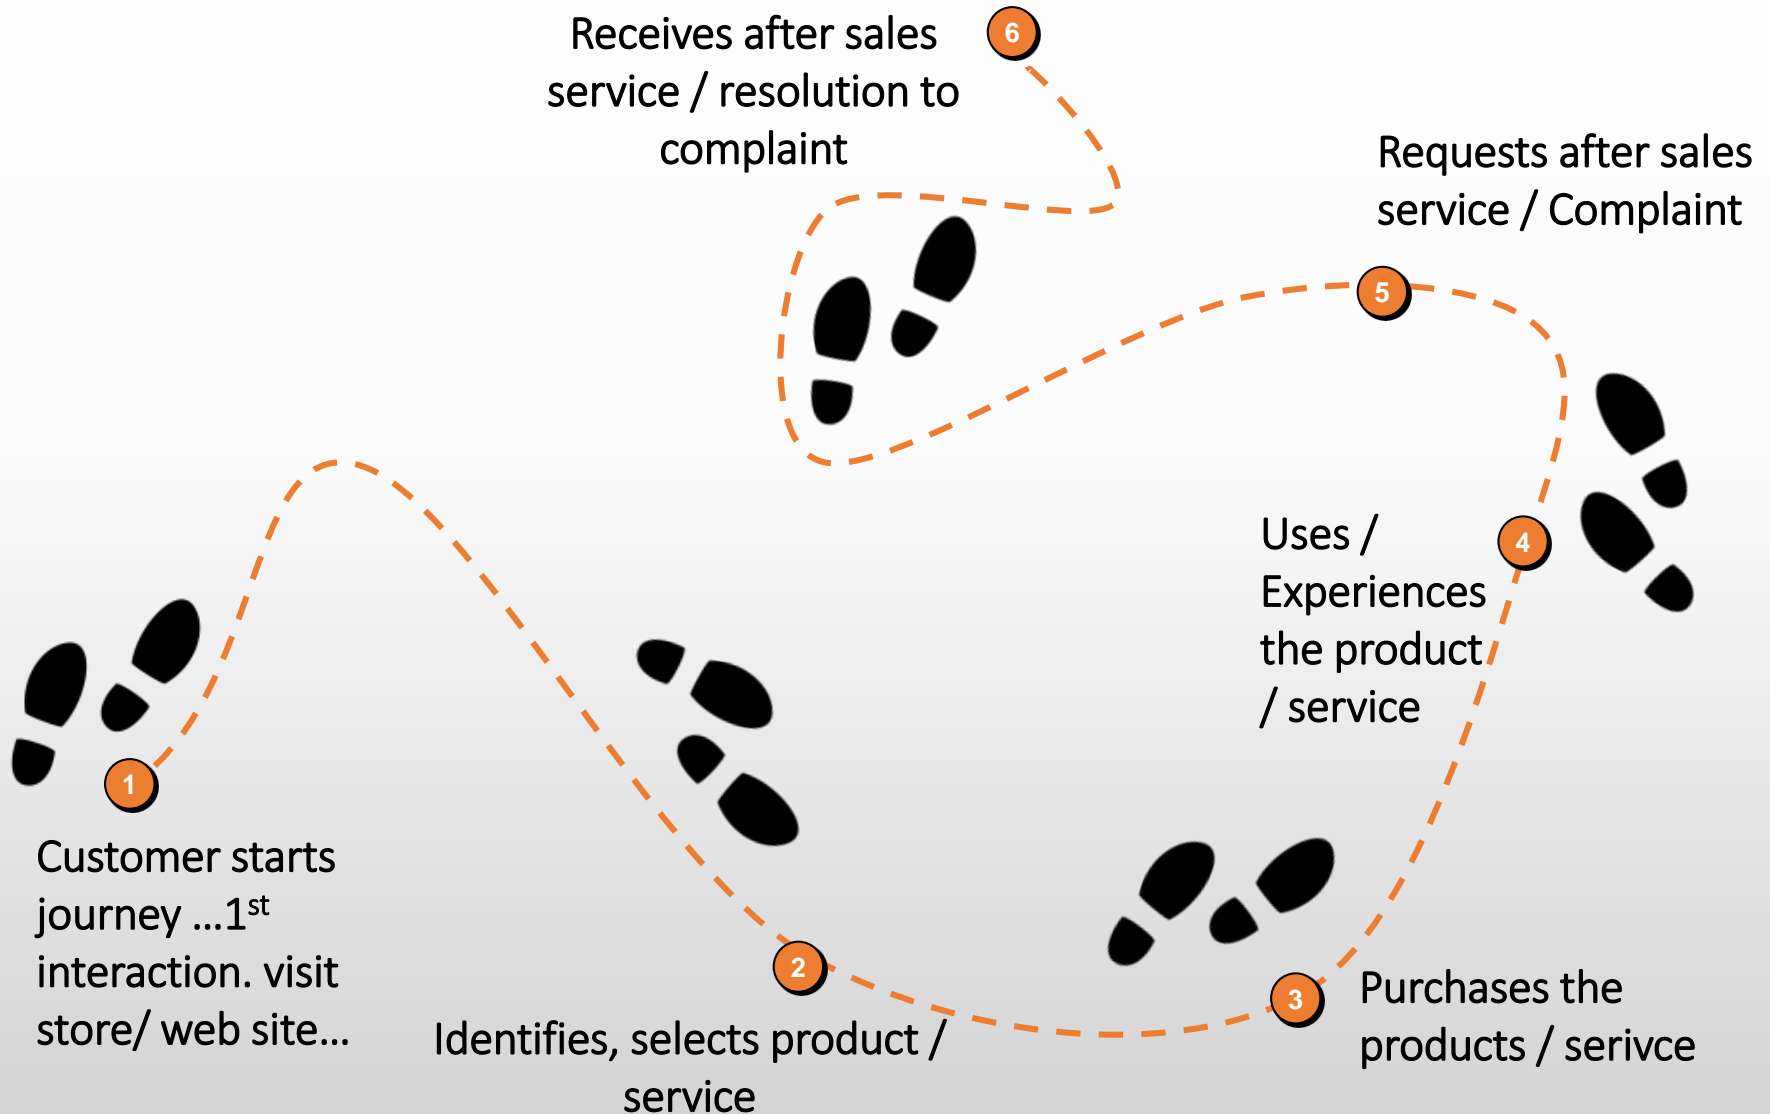 1
Customer starts
journey ...1st
interaction. visit
store/ web site...
2
Identifies, selects product /
service
3
Purchases the
products / serivce
4
Uses /
Experiences
the product
/ service
5
Requests after sales
service / Complaint
6
Receives after sales
service / resolution to
complaint